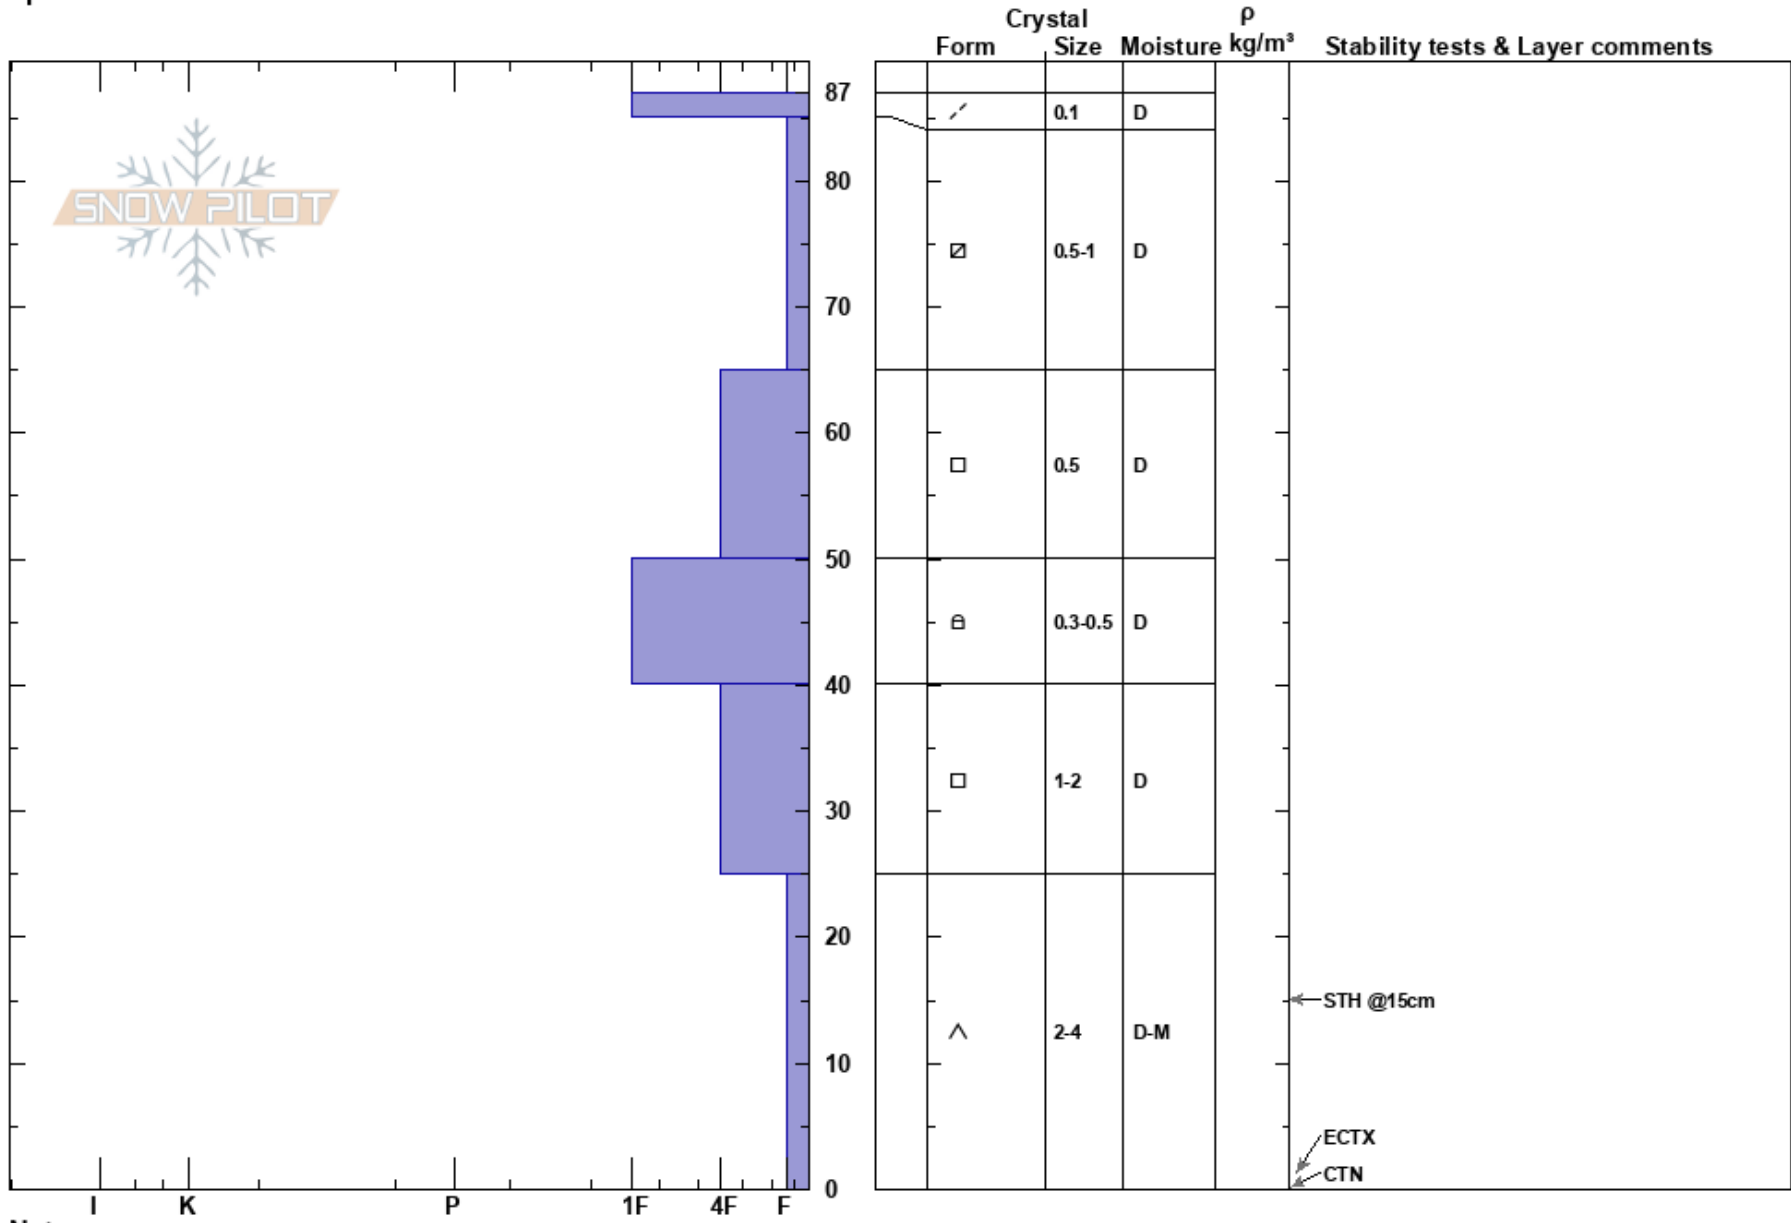 Crystal ρ
Form Size Moisture kg/m³ Stability tests & Layer comments
87
0.1 D
SNOW PILOT
80
0.5-1 D
70
60
0.5 D
50
0.3-0.5 D
40
1-2 D
30
20
STH @15cm
2-4 D-M
10
ECTX
CTN
0
I K P 1F 4F F